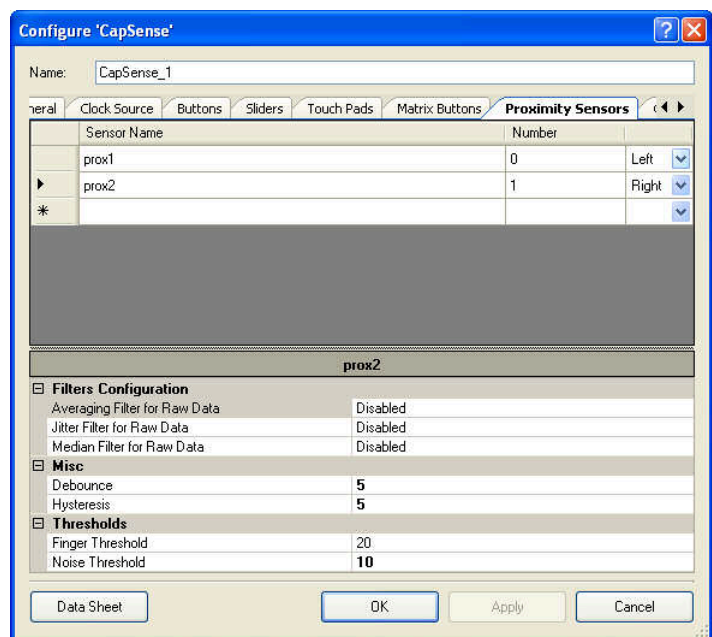 Configure 'CapSense'
Name: CapSense_1
neral Clock Source Buttons Sliders Touch Pads Matrix Buttons Proximity Sensors
Sensor Name Number
prox1 0 Left
prox2 1 Right
prox2
Filters Configuration
Averaging Filter for Raw Data Disabled
Jitter Filter for Raw Data Disabled
Median Filter for Raw Data Disabled
Misc
Debounce 5
Hysteresis 5
Thresholds
Finger Threshold 20
Noise Threshold 10
Data Sheet OK Apply Cancel